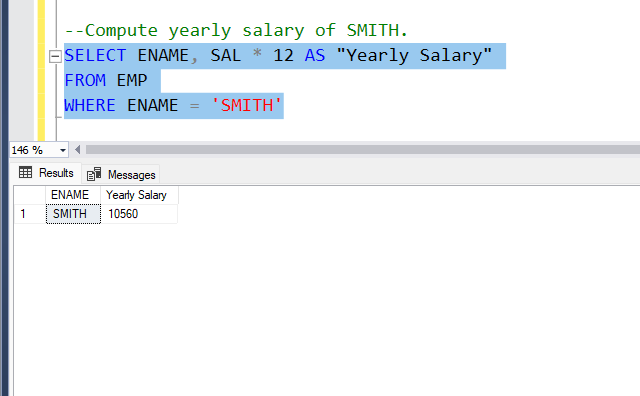 --Compute yearly salary of SMITH.
SELECT ENAME, SAL * 12 AS "Yearly Salary"
FROM EMP
WHERE ENAME = 'SMITH'
146 %
Results Messages
ENAME Yearly Salary
1 SMITH 10560